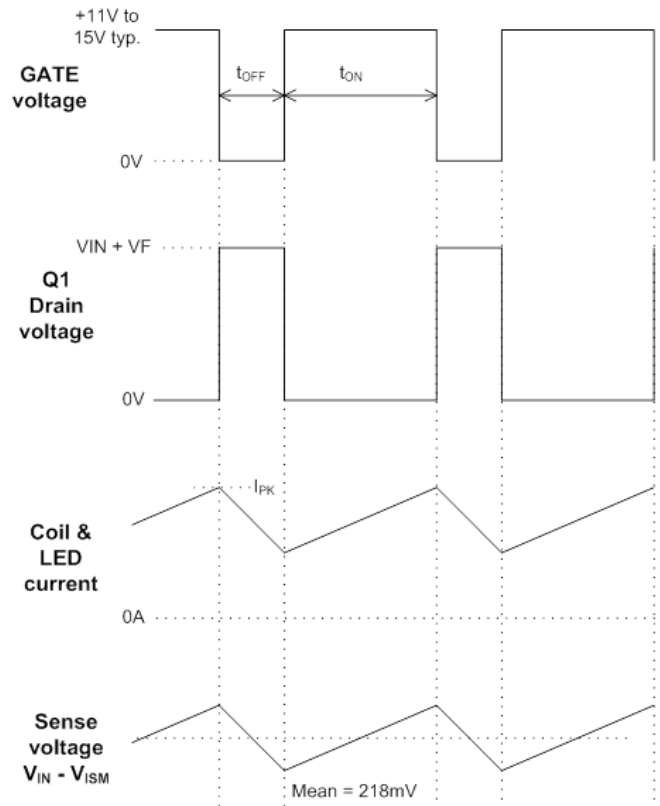 +11V to
15V typ.
GATE
voltage
tOFF
tON
0V
VIN + VF
Q1
Drain
voltage
0V
IPK
Coil &
LED
current
0A
Sense
voltage
VIN - VISM
Mean = 218mV